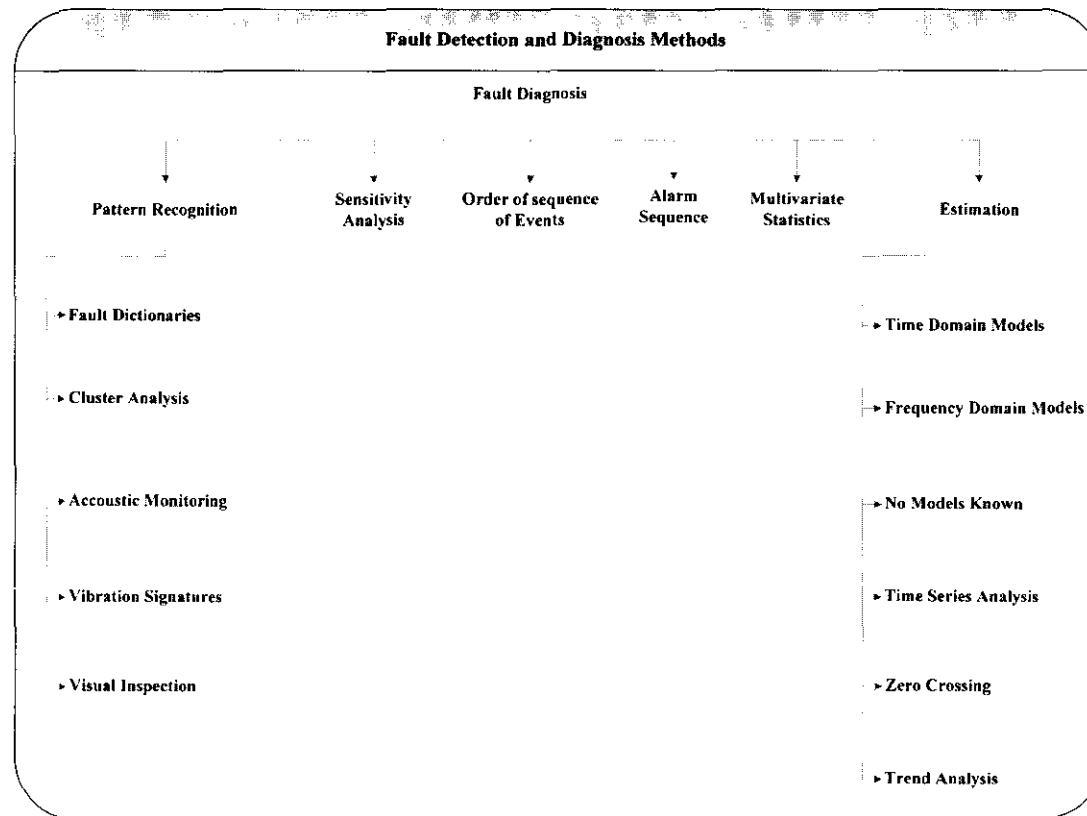 Fault Detection and Diagnosis Methods
Fault Diagnosis
Pattern Recognition
Sensitivity
Analysis
Order of sequence
of Events
Alarm
Sequence
Multivariate
Statistics
Estimation
Fault Dictionaries
Cluster Analysis
Accoustic Monitoring
Vibration Signatures
Visual Inspection
Time Domain Models
Frequency Domain Models
No Models Known
Time Series Analysis
Zero Crossing
Trend Analysis